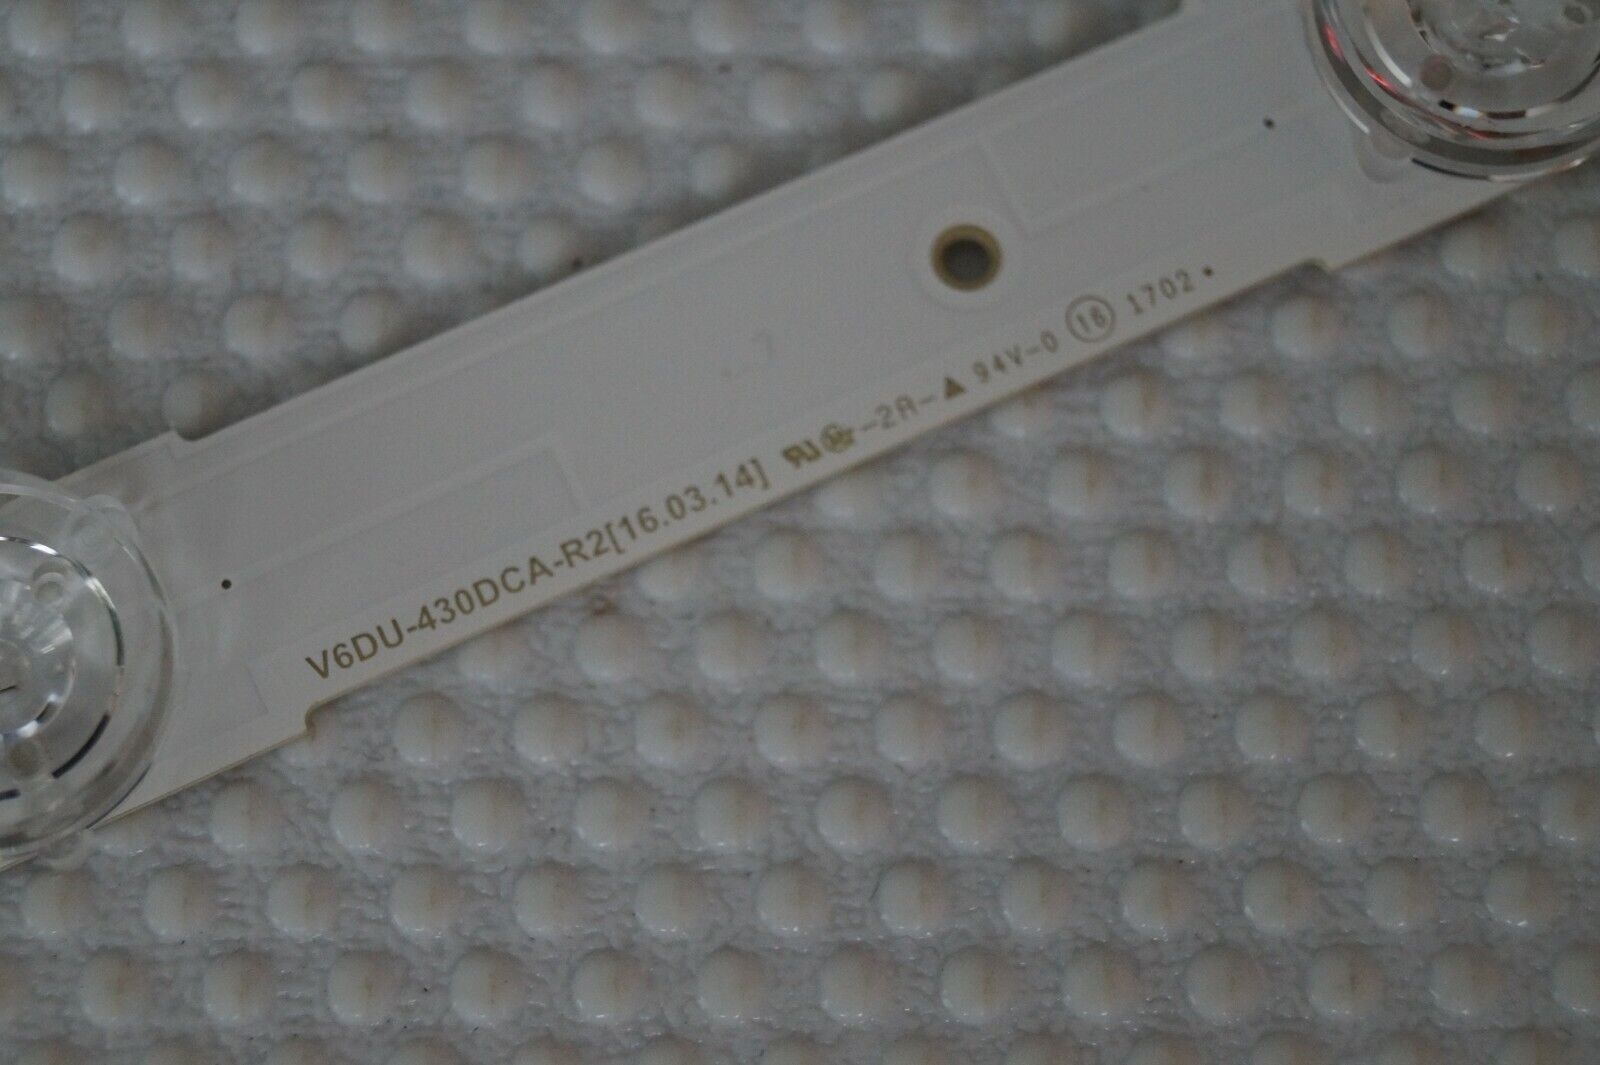 V6DU-430DCA-R2[16.03.14] -2A-▲ 94V-0 16 1702